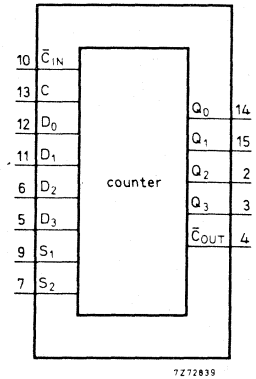 10 C̅IN
13 C
12 D0
11 D1
6 D2
5 D3
9 S1
7 S2
counter
Q0 14
Q1 15
Q2 2
Q3 3
C̅OUT 4
7Z72839